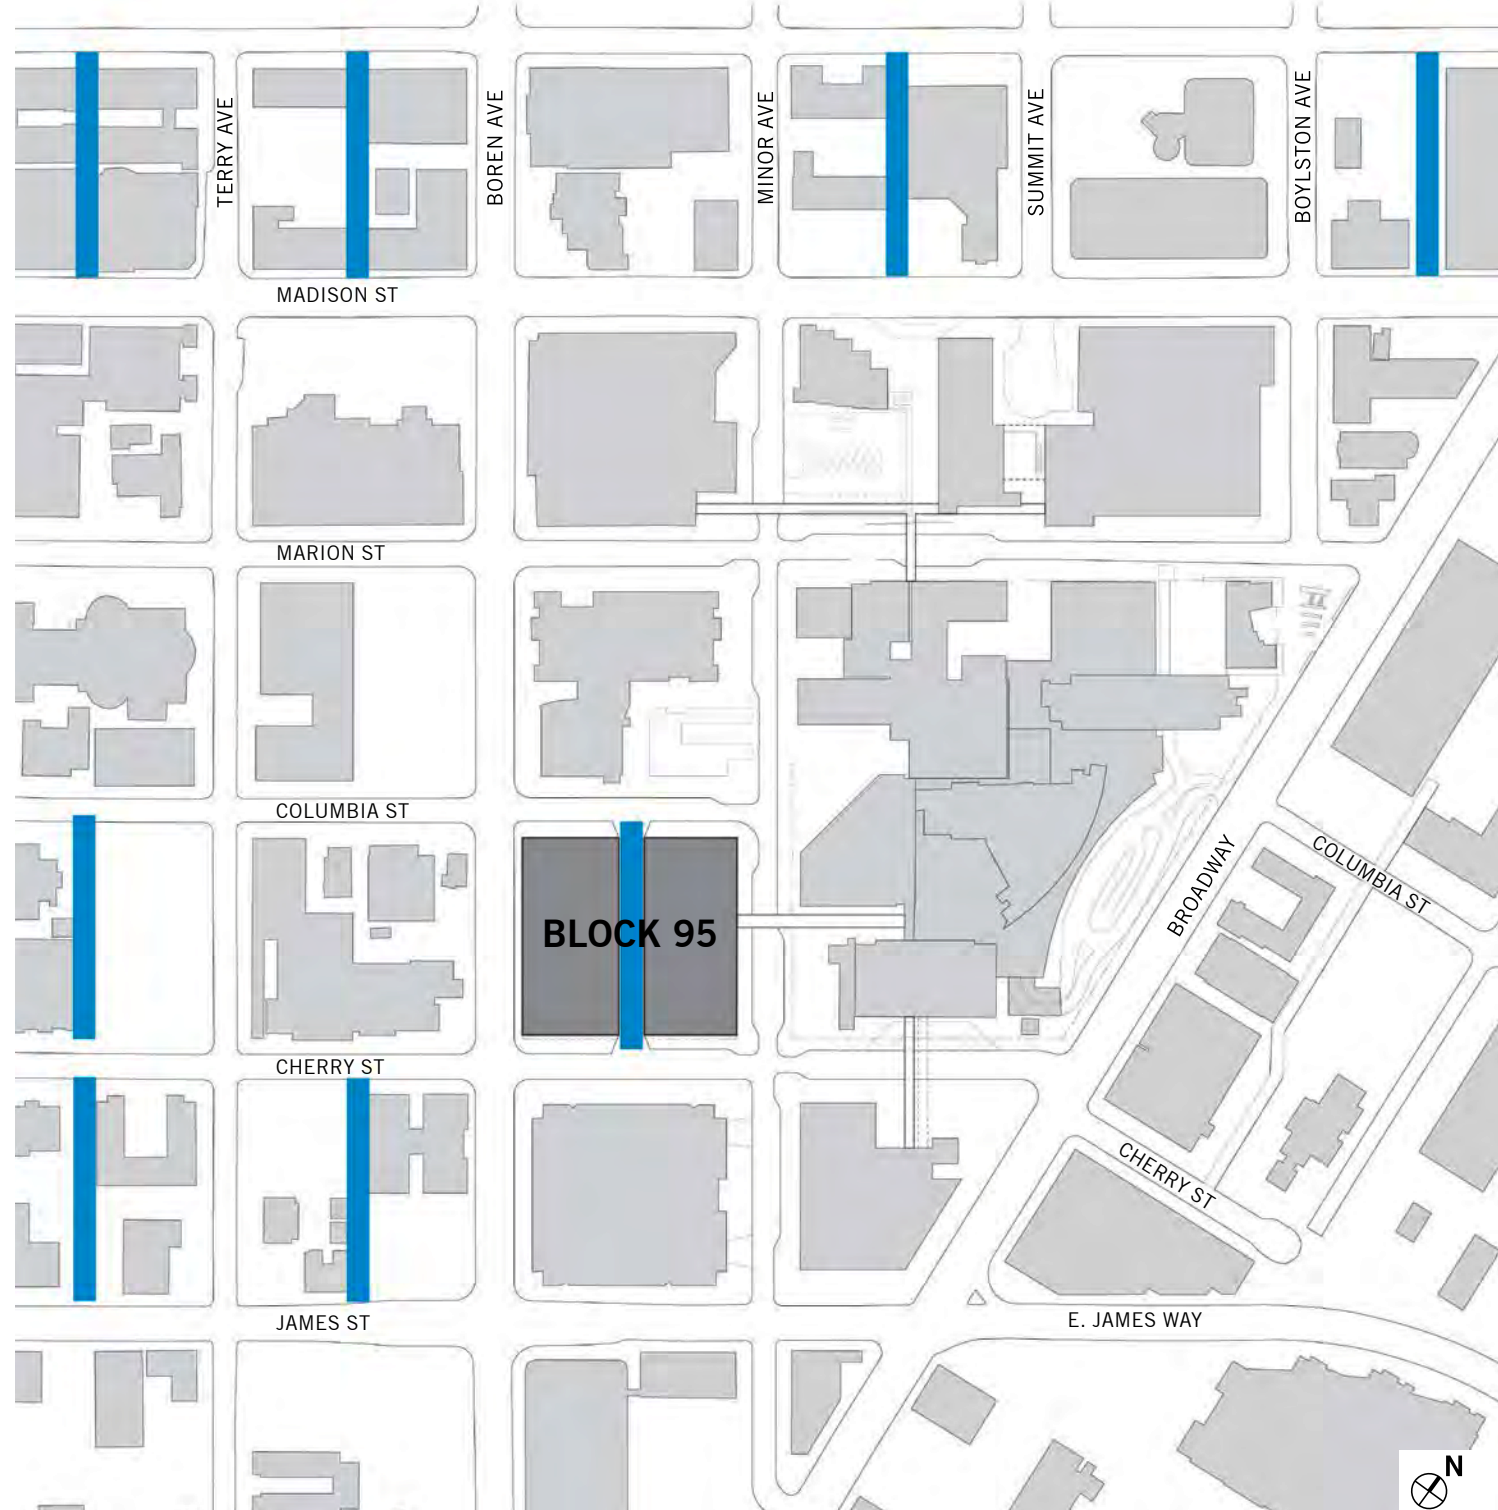 TERRY AVE
BOREN AVE
MINOR AVE
SUMMIT AVE
BOYLSTON AVE
MADISON ST
MARION ST
COLUMBIA ST
BROADWAY
COLUMBIA ST
BLOCK 95
CHERRY ST
CHERRY ST
JAMES ST
E. JAMES WAY
N